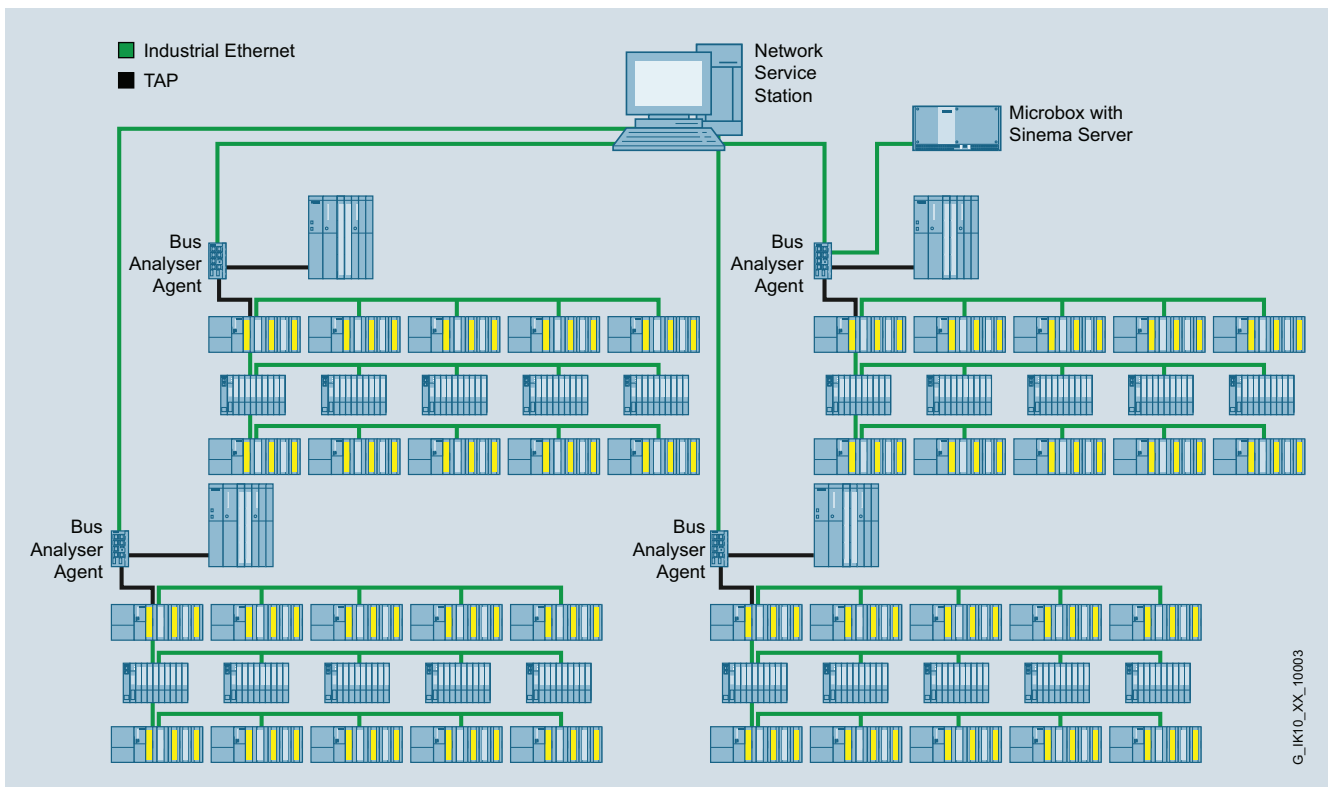 Industrial Ethernet
TAP
Network
Service
Station
Microbox with
Sinema Server
Bus
Analyser
Agent
Bus
Analyser
Agent
Bus
Analyser
Agent
Bus
Analyser
Agent
G_IK10_XX_10003